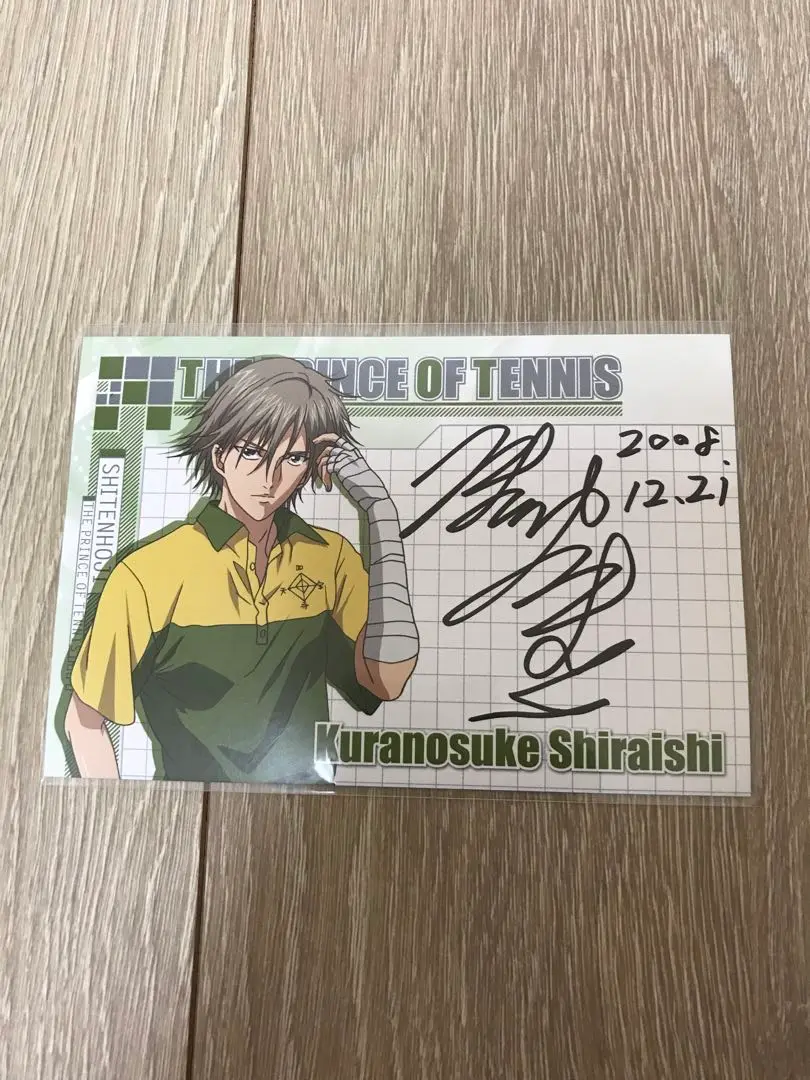 THE PRINCE OF TENNIS
SHITENHOJI
THE PRINCE OF TENNIS
2008.
12.21
Kuranosuke Shiraishi